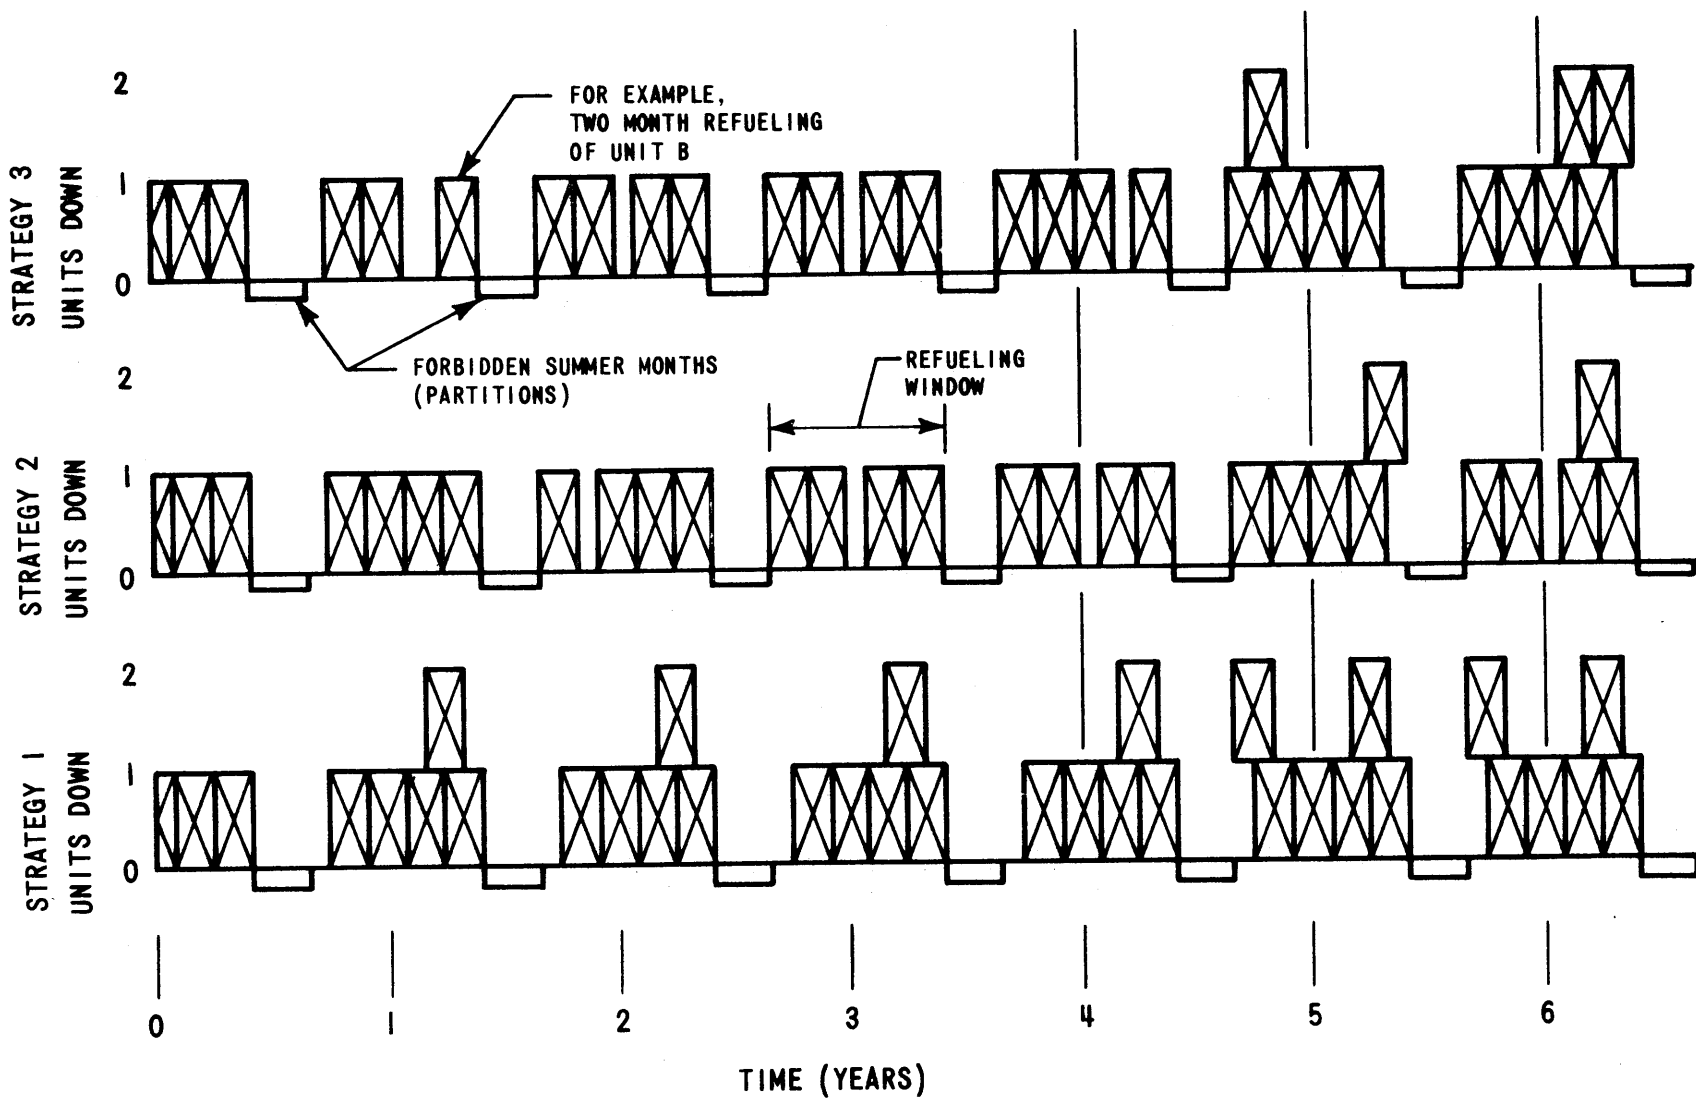 2
FOR EXAMPLE,
TWO MONTH REFUELING
OF UNIT B
STRATEGY 3
UNITS DOWN
1
0
FORBIDDEN SUMMER MONTHS
(PARTITIONS)
REFUELING
WINDOW
2
STRATEGY 2
UNITS DOWN
1
0
2
STRATEGY 1
UNITS DOWN
1
0
0 1 2 3 4 5 6
TIME (YEARS)